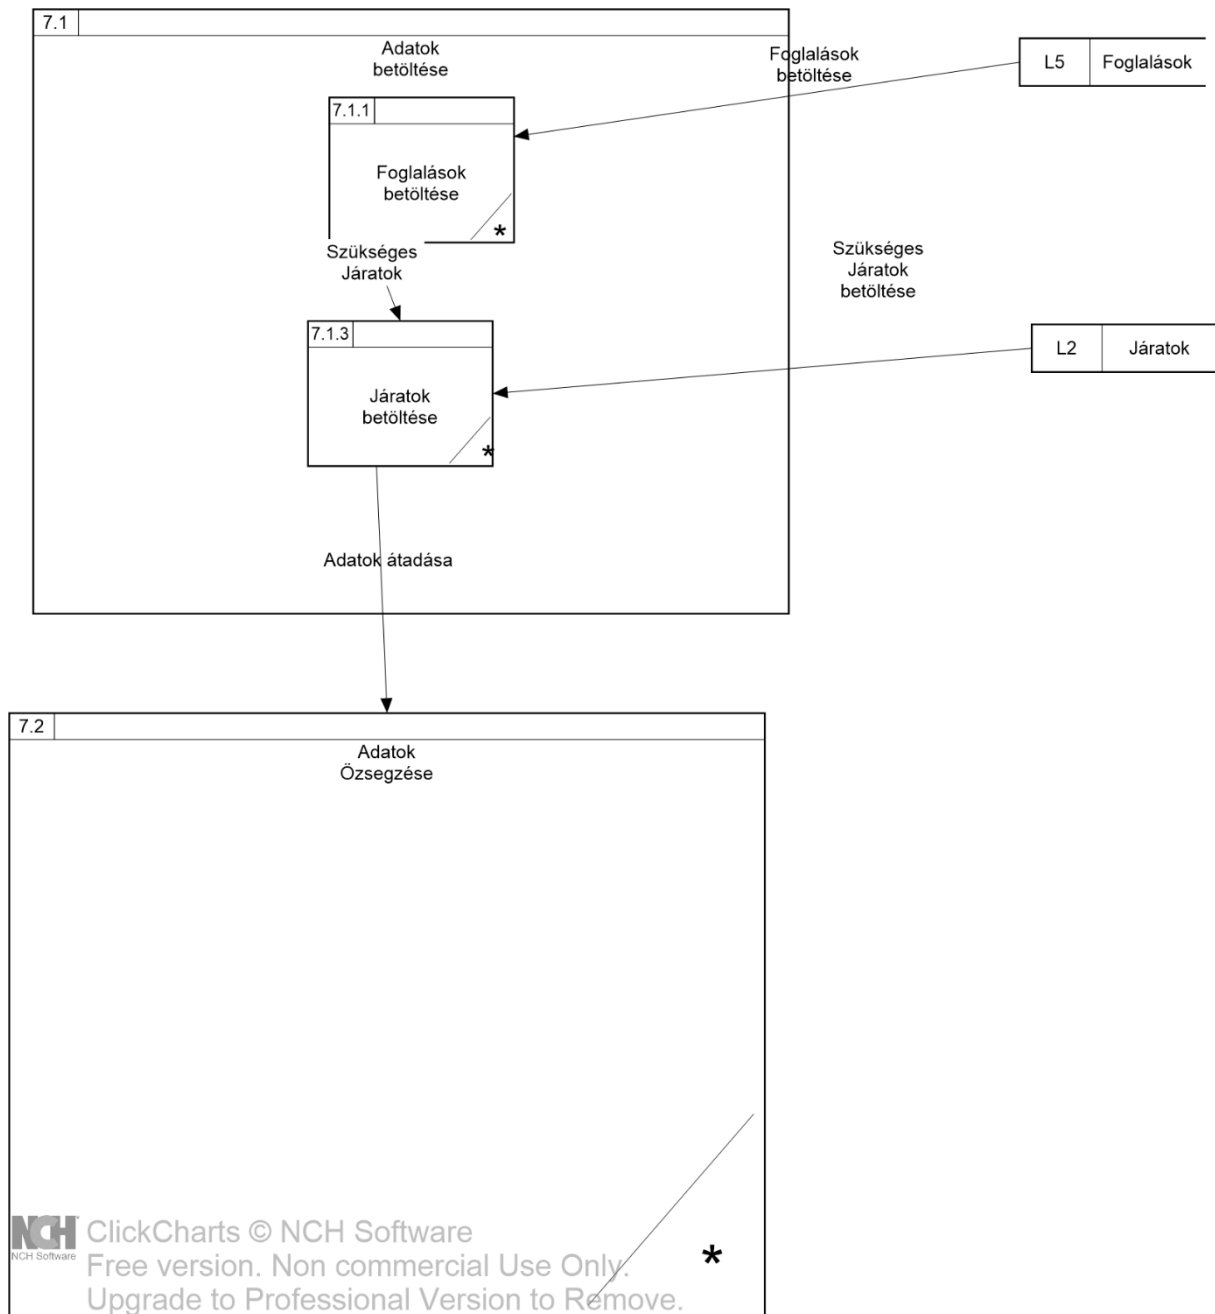 7.1
Adatok
betöltése
Foglalások
betöltése
L5 Foglalások
7.1.1
Foglalások
betöltése
*
Szükséges
Járatok
Szükséges
Járatok
betöltése
7.1.3
Járatok
betöltése
*
L2 Járatok
Adatok átadása
7.2
Adatok
Özsegzése
*
NCH
NCH Software
ClickCharts © NCH Software
Free version. Non commercial Use Only.
Upgrade to Professional Version to Remove.